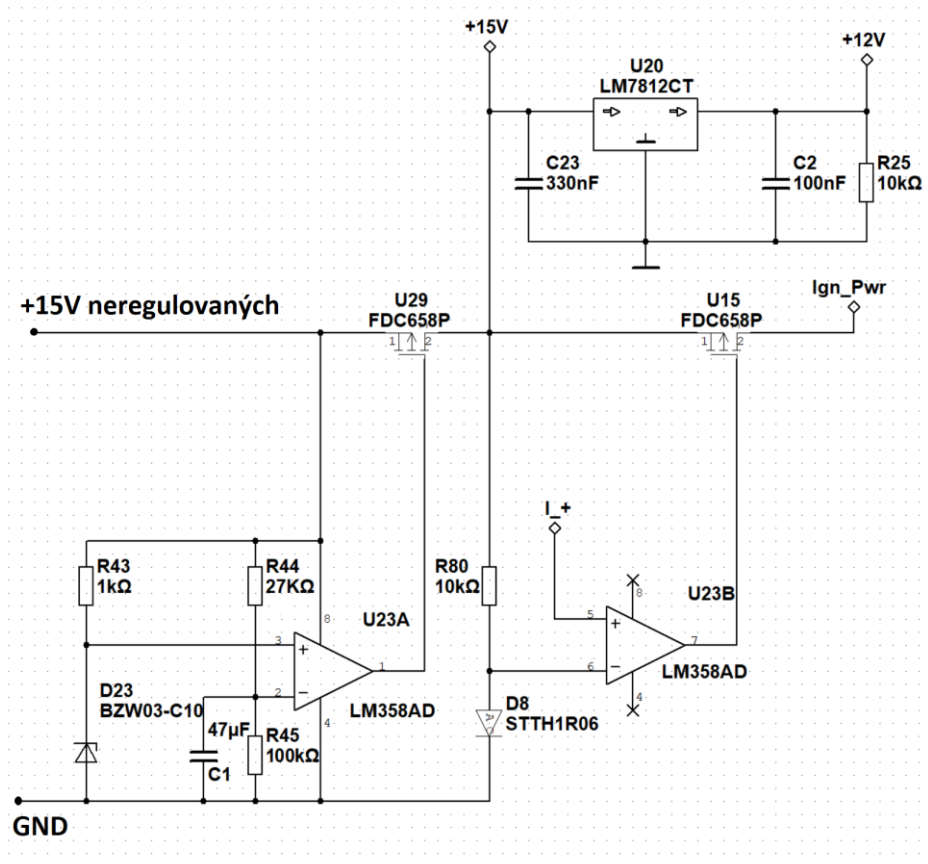 +15V
+12V
U20
LM7812CT
C23
330nF
C2
100nF
R25
10kΩ
+15V neregulovaných
U29
FDC658P
1
2
U15
FDC658P
1
2
Ign_Pwr
I_+
R43
1kΩ
R44
27KΩ
8
U23A
R80
10kΩ
8
U23B
3
+
1
5
+
7
2
−
LM358AD
6
−
LM358AD
4
4
D23
BZW03-C10
47µF
C1
R45
100kΩ
A
C
D8
STTH1R06
GND